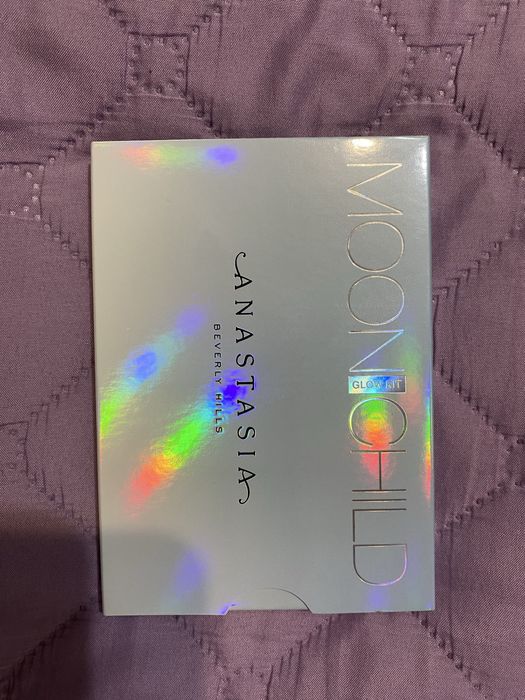 MOONCHILD
GLOW KIT
ANASTASIA
BEVERLY HILLS